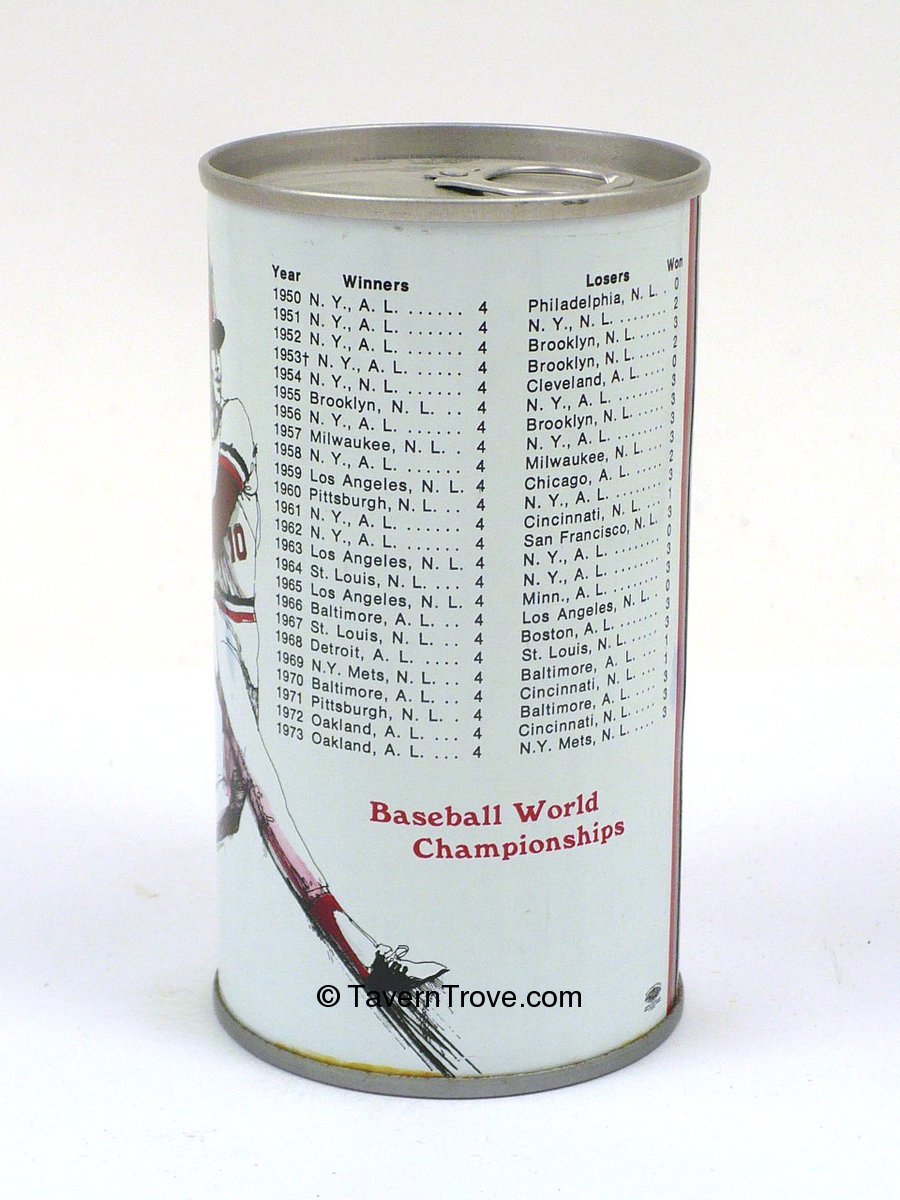 Year Winners Losers Won
1950 N. Y., A. L. . . . . . . 4 Philadelphia, N. L. . 0
1951 N. Y., A. L. . . . . . . 4 N. Y., N. L. . . . . . . . . 2
1952 N. Y., A. L. . . . . . . 4 Brooklyn, N. L. . . . . . 3
1953† N. Y., A. L. . . . . . 4 Brooklyn, N. L. . . . . . 2
1954 N. Y., N. L. . . . . . . 4 Cleveland, A. L. . . . . 0
1955 Brooklyn, N. L. . . . 4 N. Y., A. L. . . . . . . . . 3
1956 N. Y., A. L. . . . . . . 4 Brooklyn, N. L. . . . . . 3
1957 Milwaukee, N. L. . 4 N. Y., A. L. . . . . . . . . 3
1958 N. Y., A. L. . . . . . . 4 Milwaukee, N. L. . . . 3
1959 Los Angeles, N. L. 4 Chicago, A. L. . . . . . . 2
1960 Pittsburgh, N. L. . . 4 N. Y., A. L. . . . . . . . . 3
1961 N. Y., A. L. . . . . . . 4 Cincinnati, N. L. . . . . 1
1962 N. Y., A. L. . . . . . . 4 San Francisco, N. L. 3
1963 Los Angeles, N. L. 4 N. Y., A. L. . . . . . . . . 0
1964 St. Louis, N. L. . . . 4 N. Y., A. L. . . . . . . . . 3
1965 Los Angeles, N. L. 4 Minn., A. L. . . . . . . . . 3
1966 Baltimore, A. L. . . . 4 Los Angeles, N. L. . . 0
1967 St. Louis, N. L. . . . 4 Boston, A. L. . . . . . . . 3
1968 Detroit, A. L. . . . . 4 St. Louis, N. L. . . . . . 3
1969 N.Y. Mets, N. L. . . . 4 Baltimore, A. L. . . . . 1
1970 Baltimore, A. L. . . . 4 Cincinnati, N. L. . . . . 1
1971 Pittsburgh, N. L. . . 4 Baltimore, A. L. . . . . 3
1972 Oakland, A. L. . . . . 4 Cincinnati, N. L. . . . . 3
1973 Oakland, A. L. . . . . 4 N.Y. Mets, N. L. . . . . 3
10
Baseball World
Championships
© TavernTrove.com